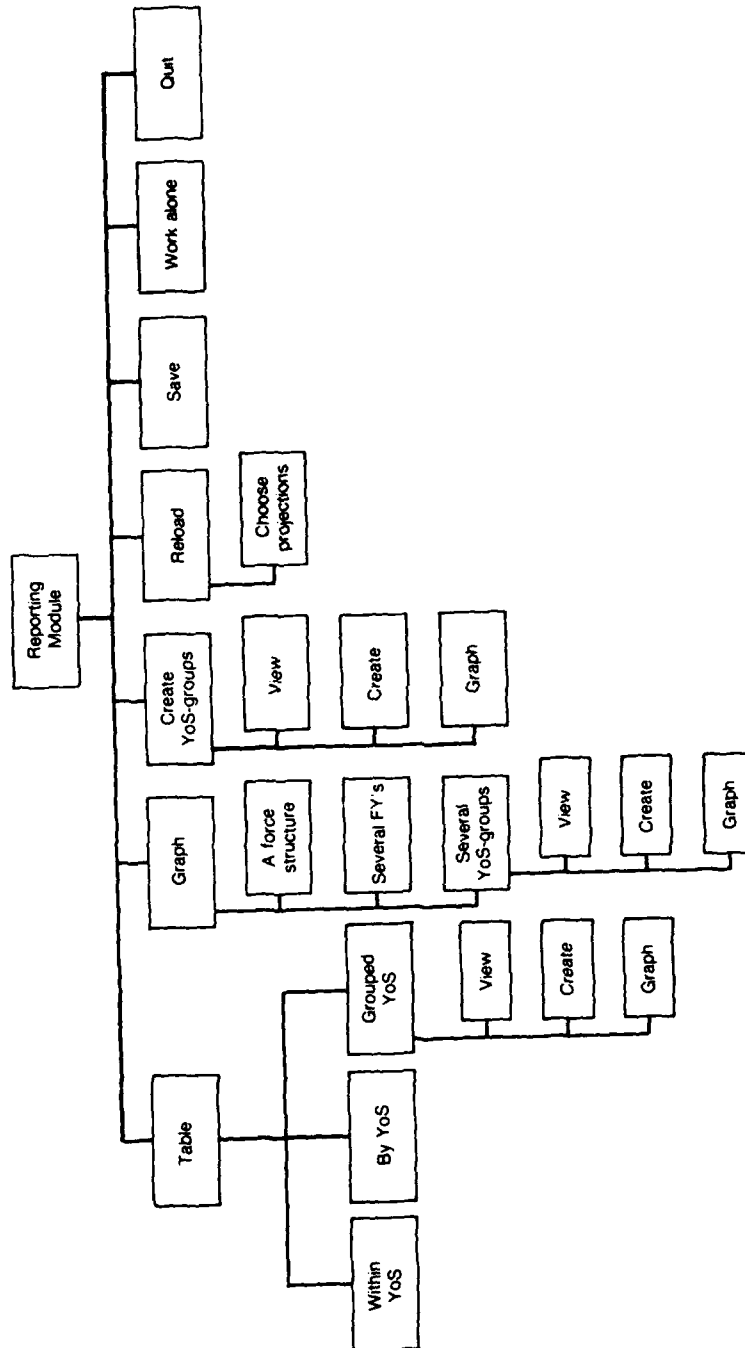 Reporting
Module
Table
Graph
Create
YoS-groups
Reload
Save
Work alone
Quit
Within
YoS
By YoS
Grouped
YoS
View
Create
Graph
A force
structure
Several FY's
Several
YoS-groups
View
Create
Graph
View
Create
Graph
Choose
projections